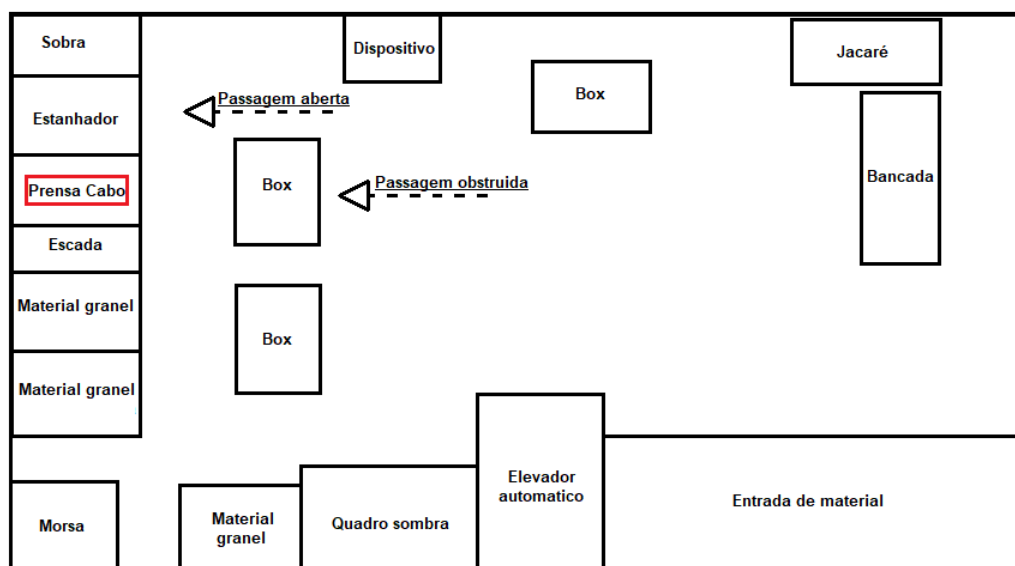 Sobra
Dispositivo
Jacaré
Box
Passagem aberta
Estanhador
Bancada
Box
Passagem obstruida
Prensa Cabo
Escada
Material granel
Box
Material granel
Elevador
automatico
Entrada de material
Morsa
Material
granel
Quadro sombra